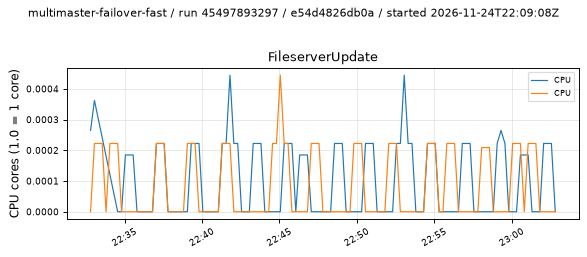 multimaster-failover-fast / run 45497893297 / e54d4826db0a / started 2026-11-24T22:09:08Z
FileserverUpdate
CPU cores (1.0 = 1 core)
0.0004
0.0003
0.0002
0.0001
0.0000
CPU
CPU
22:35
22:40
22:45
22:50
22:55
23:00